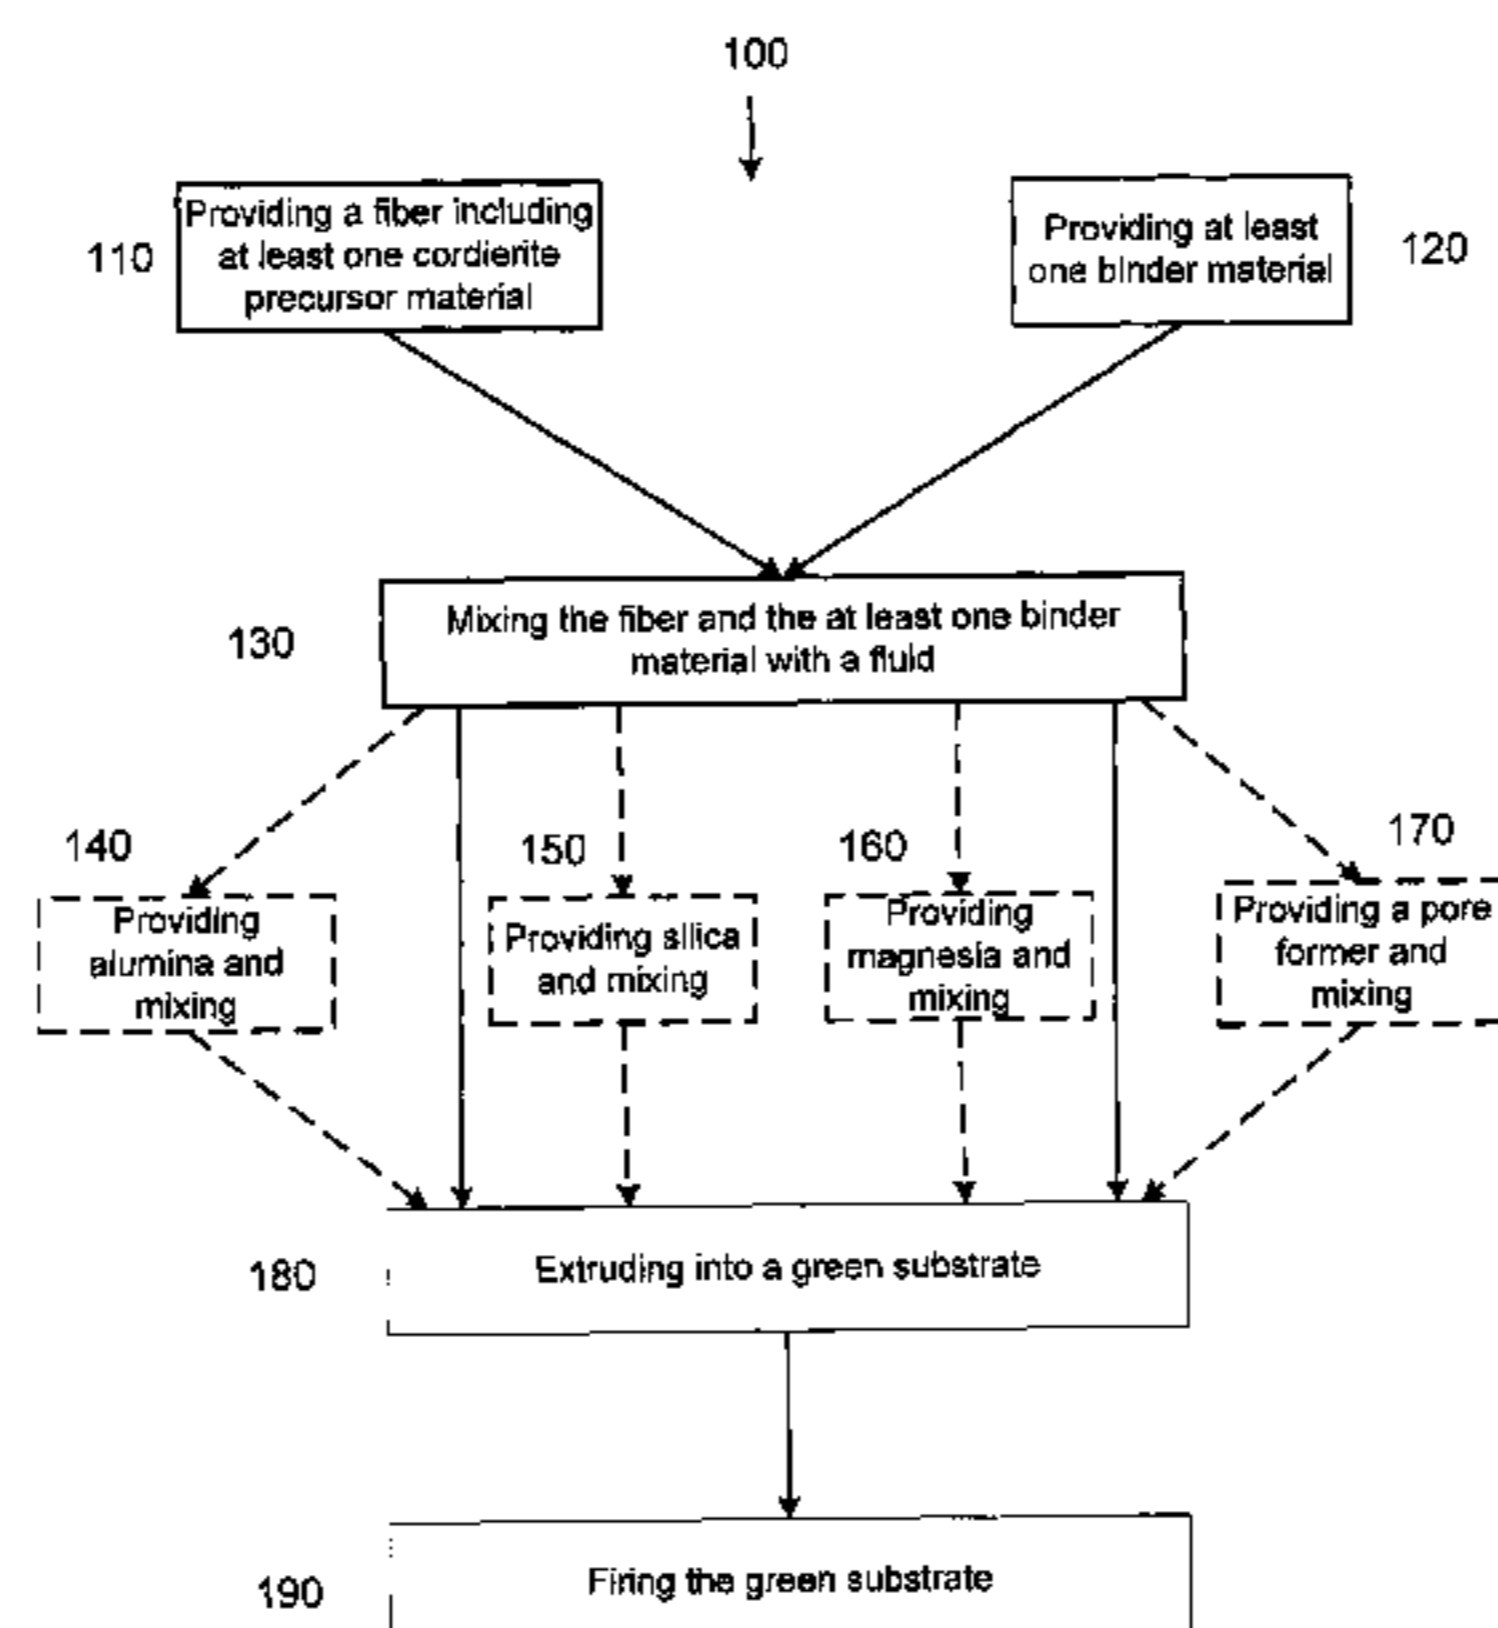 100
110
Providing a fiber including
at least one cordierite
precursor material
Providing at least
one binder material
120
130
Mixing the fiber and the at least one binder
material with a fluid
140
Providing
alumina and
mixing
150
Providing silica
and mixing
160
Providing
magnesia and
mixing
170
Providing a pore
former and
mixing
180
Extruding into a green substrate
190
Firing the green substrate